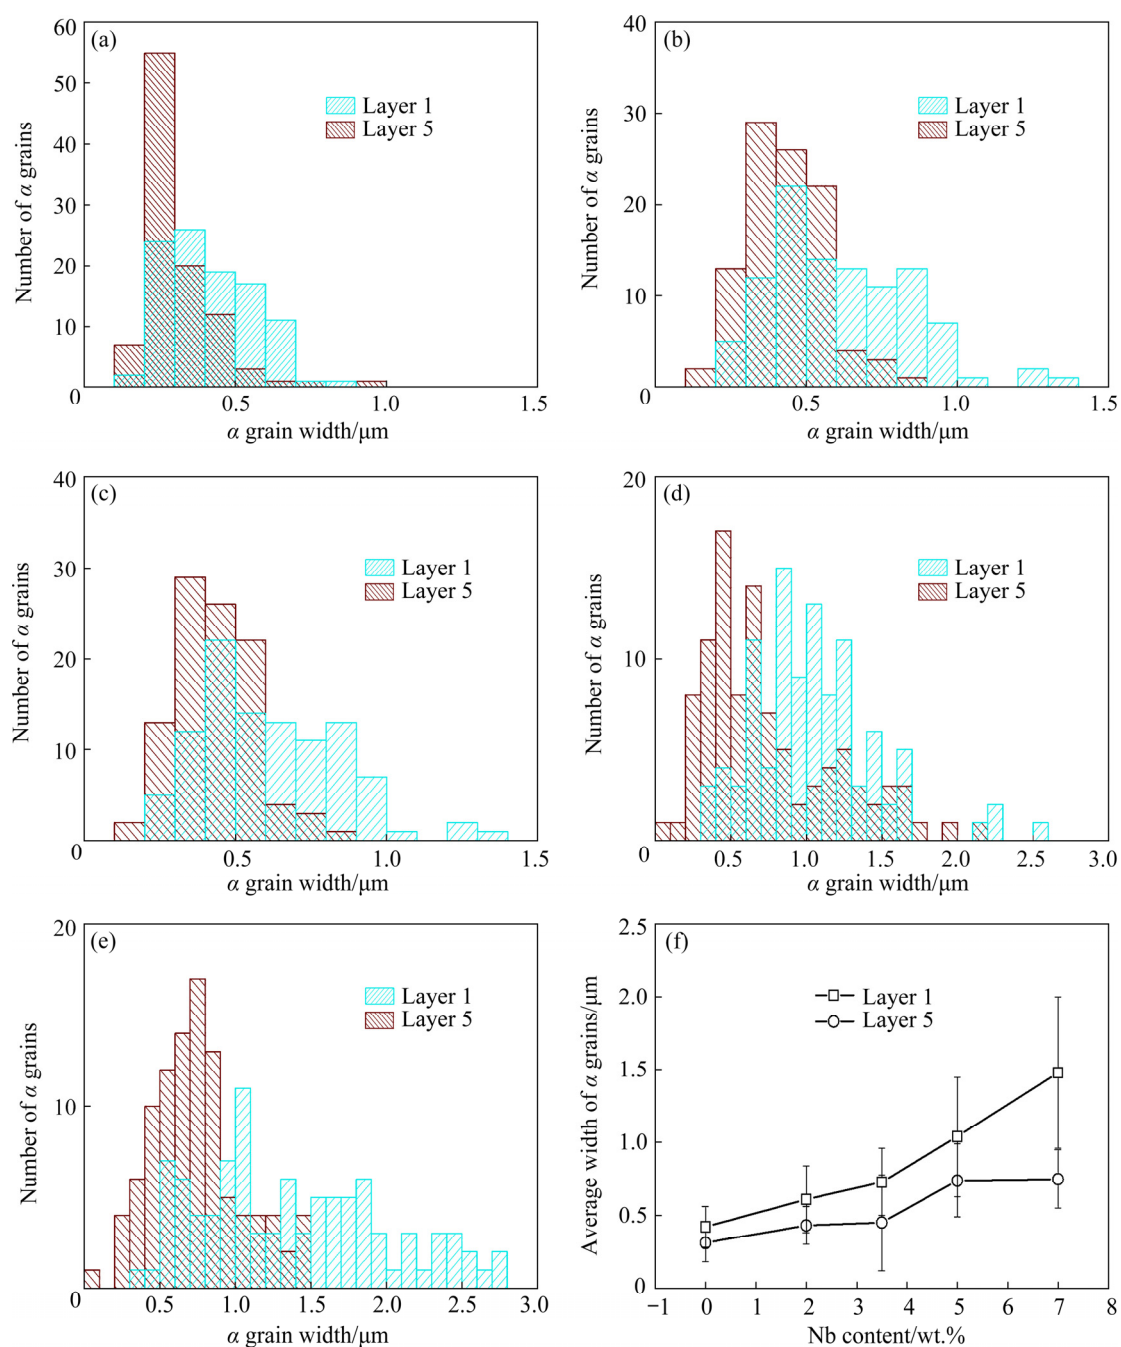 (a)
60
50
40
30
20
10
0
0.5
1.0
1.5
Number of α grains
α grain width/μm
Layer 1
Layer 5
(b)
40
30
20
10
0
0.5
1.0
1.5
Number of α grains
α grain width/μm
Layer 1
Layer 5
(c)
40
30
20
10
0
0.5
1.0
1.5
Number of α grains
α grain width/μm
Layer 1
Layer 5
(d)
20
10
0
0.5
1.0
1.5
2.0
2.5
3.0
Number of α grains
α grain width/μm
Layer 1
Layer 5
(e)
20
10
0
0.5
1.0
1.5
2.0
2.5
3.0
Number of α grains
α grain width/μm
Layer 1
Layer 5
(f)
2.5
2.0
1.5
1.0
0.5
0
−1
0
1
2
3
4
5
6
7
8
Average width of α grains/μm
Nb content/wt.%
Layer 1
Layer 5